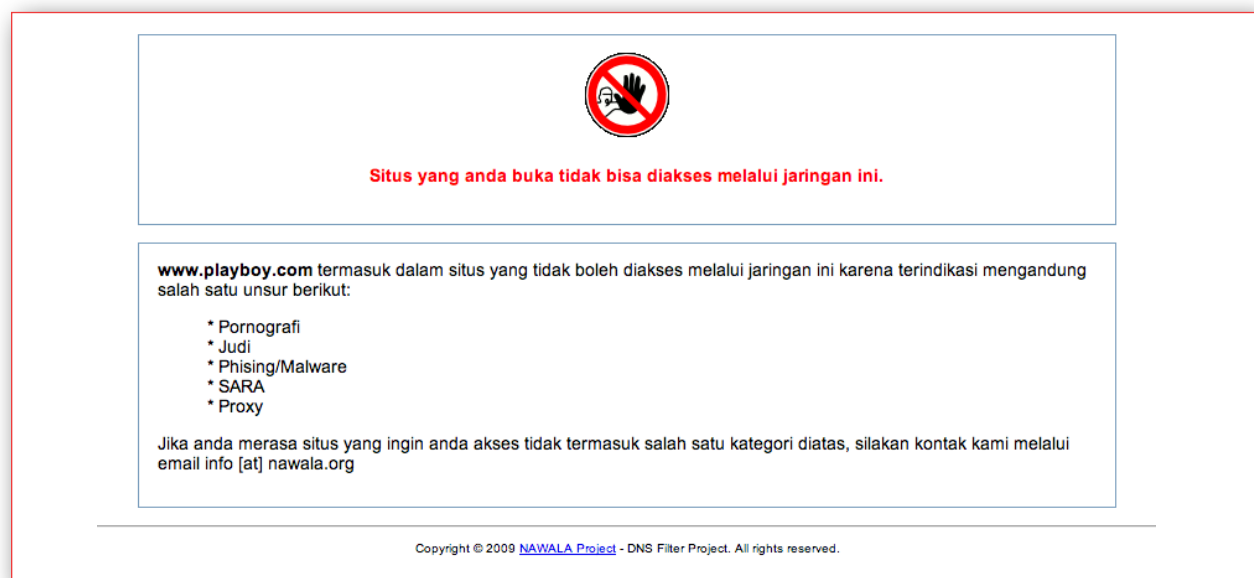 Situs yang anda buka tidak bisa diakses melalui jaringan ini.
www.playboy.com termasuk dalam situs yang tidak boleh diakses melalui jaringan ini karena terindikasi mengandung
salah satu unsur berikut:
* Pornografi
* Judi
* Phising/Malware
* SARA
* Proxy
Jika anda merasa situs yang ingin anda akses tidak termasuk salah satu kategori diatas, silakan kontak kami melalui
email info [at] nawala.org
Copyright © 2009 NAWALA Project - DNS Filter Project. All rights reserved.